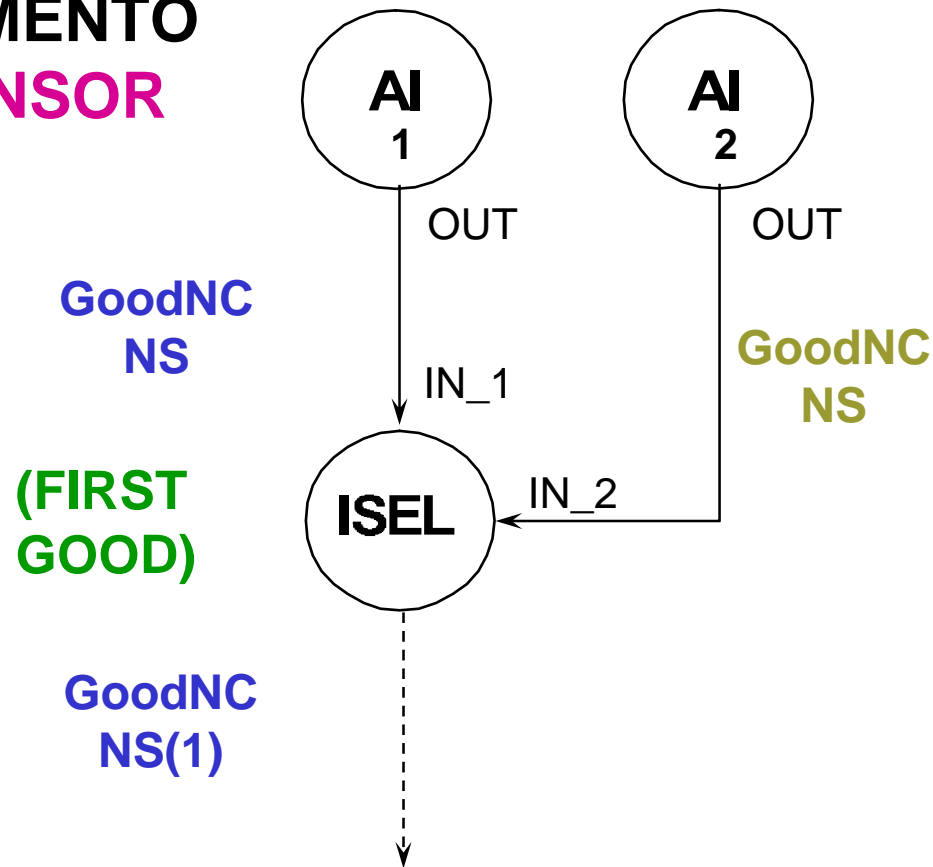 MENTO
NSOR
AI
1
AI
2
OUT
OUT
GoodNC
NS
GoodNC
NS
IN_1
(FIRST
GOOD)
ISEL
IN_2
GoodNC
NS(1)